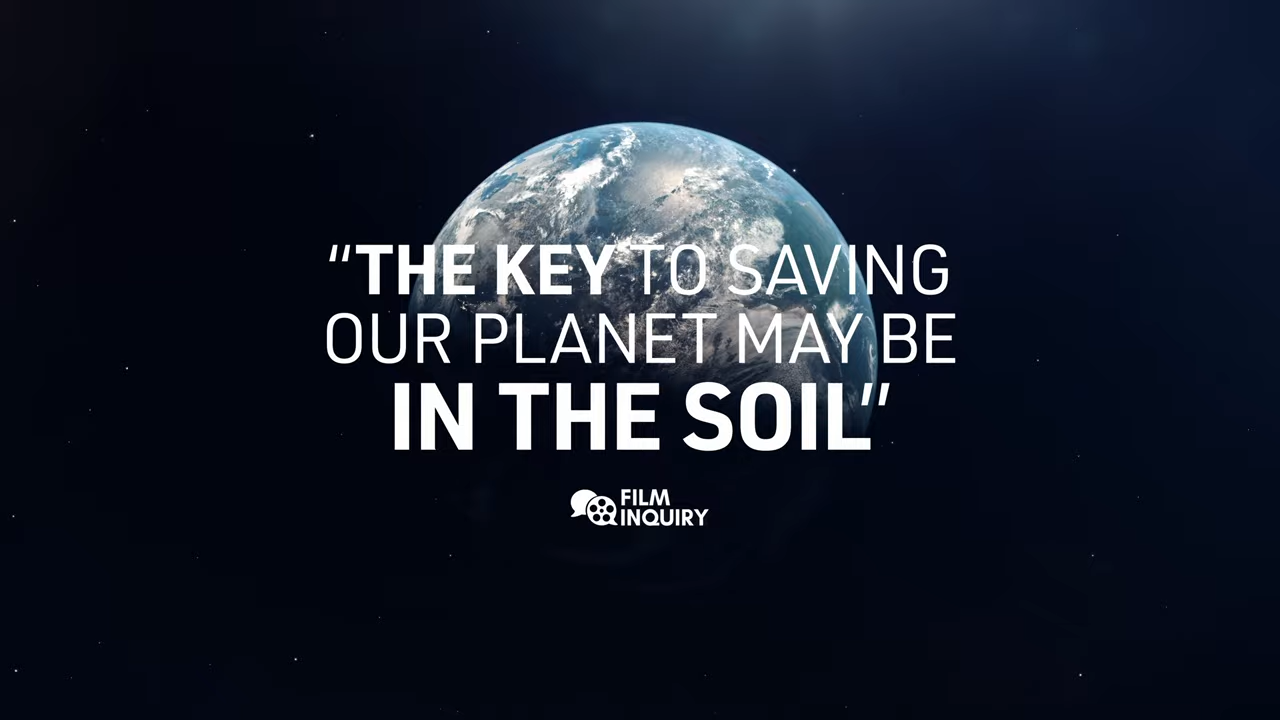 “THE KEY TO SAVING
OUR PLANET MAY BE
IN THE SOIL”
FILM
INQUIRY